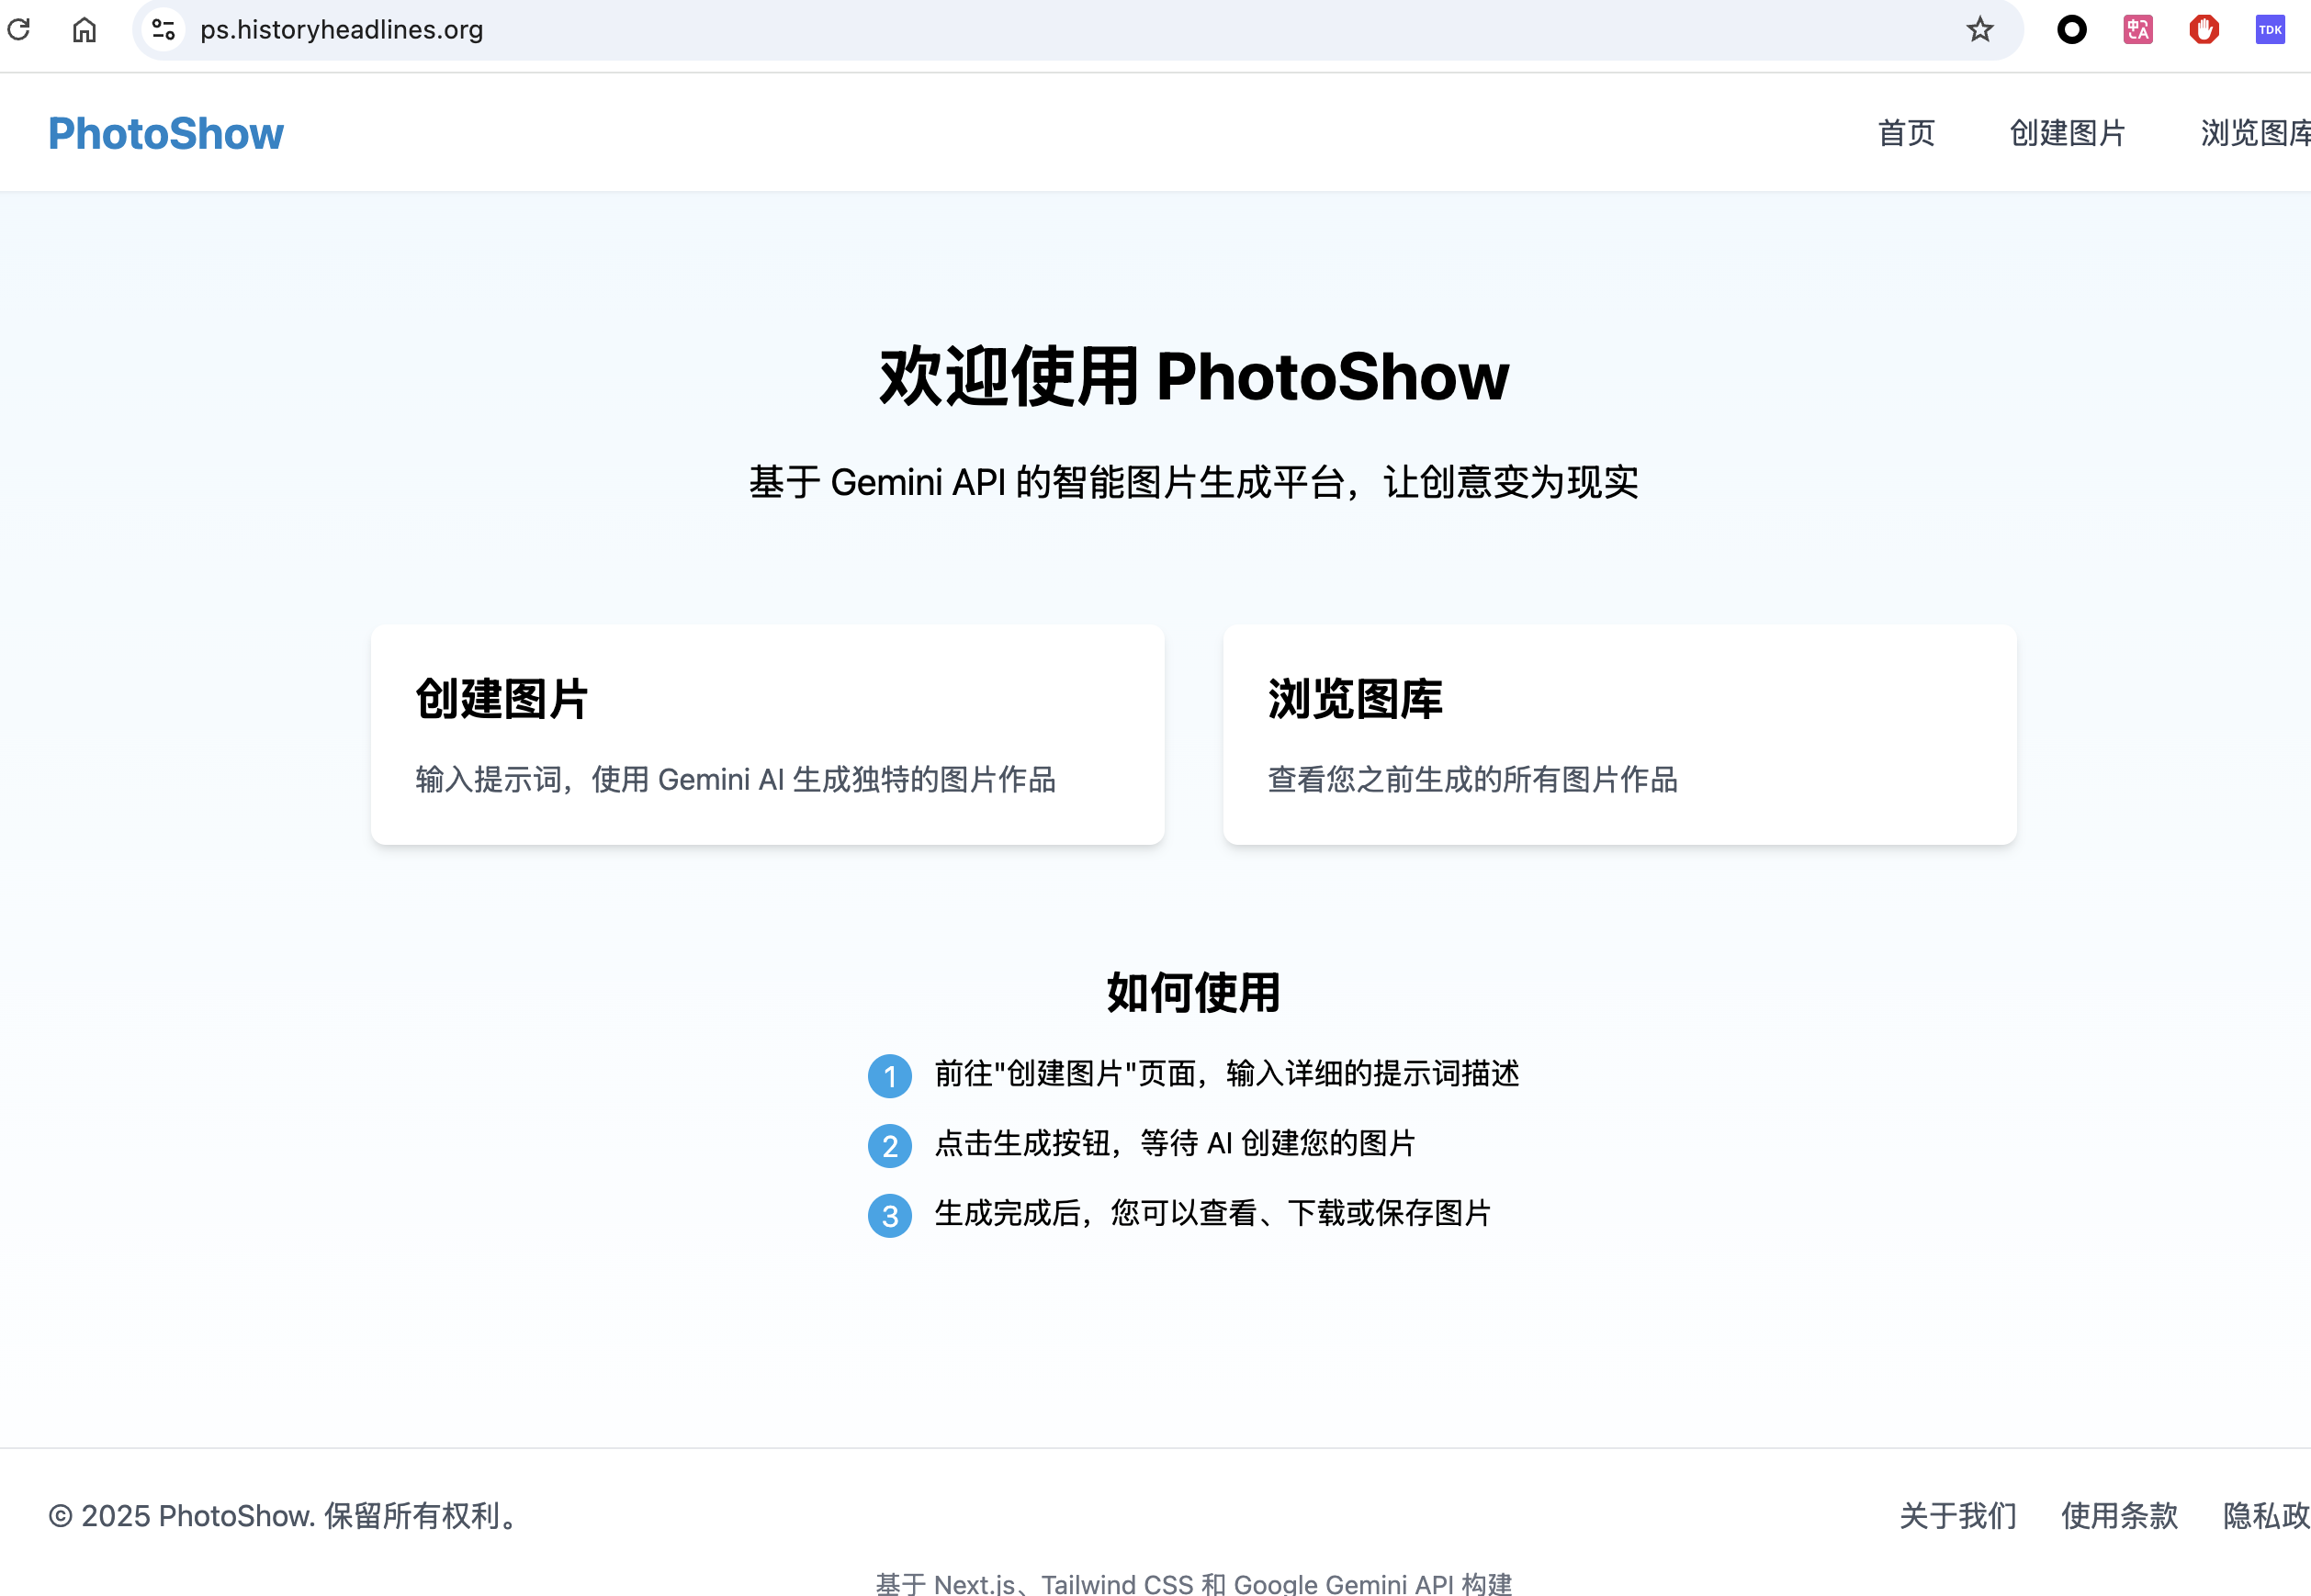 ps.historyheadlines.org
中A
TDK
PhotoShow
首页 创建图片 浏览图库
欢迎使用 PhotoShow
基于 Gemini API 的智能图片生成平台，让创意变为现实
创建图片
输入提示词，使用 Gemini AI 生成独特的图片作品
浏览图库
查看您之前生成的所有图片作品
如何使用
1 前往"创建图片"页面，输入详细的提示词描述
2 点击生成按钮，等待 AI 创建您的图片
3 生成完成后，您可以查看、下载或保存图片
© 2025 PhotoShow. 保留所有权利。
关于我们 使用条款 隐私政
基于 Next.js、Tailwind CSS 和 Google Gemini API 构建